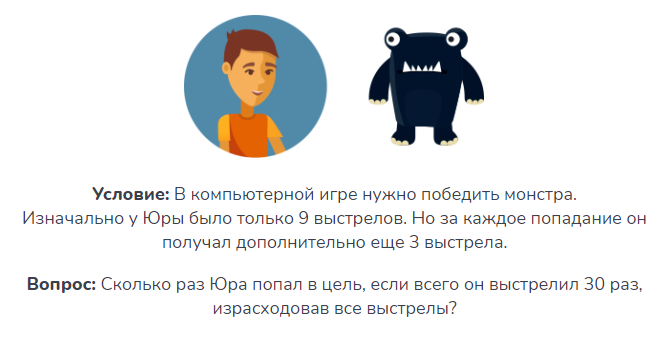 Условие: В компьютерной игре нужно победить монстра.
Изначально у Юры было только 9 выстрелов. Но за каждое попадание он
получал дополнительно еще 3 выстрела.
Вопрос: Сколько раз Юра попал в цель, если всего он выстрелил 30 раз,
израсходовав все выстрелы?